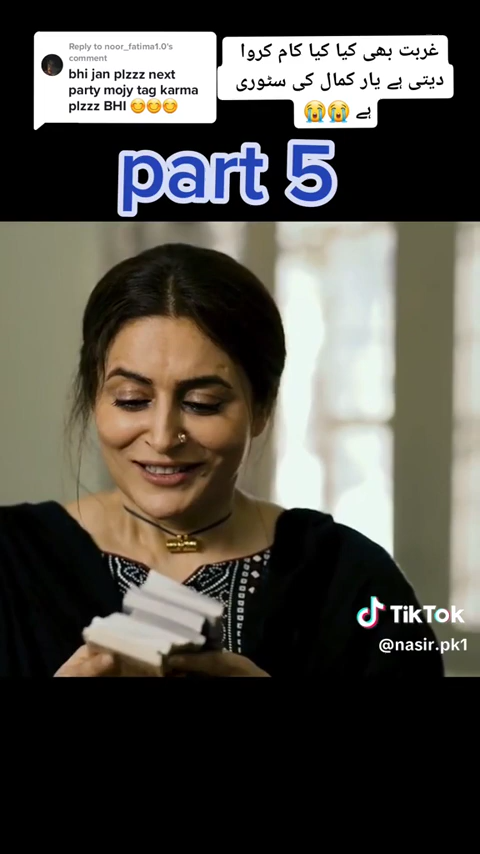 Reply to noor_fatima1.0's
comment
bhi jan plzzz next
party mojy tag karma
plzzz BHI 😊😊😊
غربت بھی کیا کیا کام کروا
دیتی ہے یار کمال کی سٹوری
ہے 😭😭
part 5
TikTok
@nasir.pk1